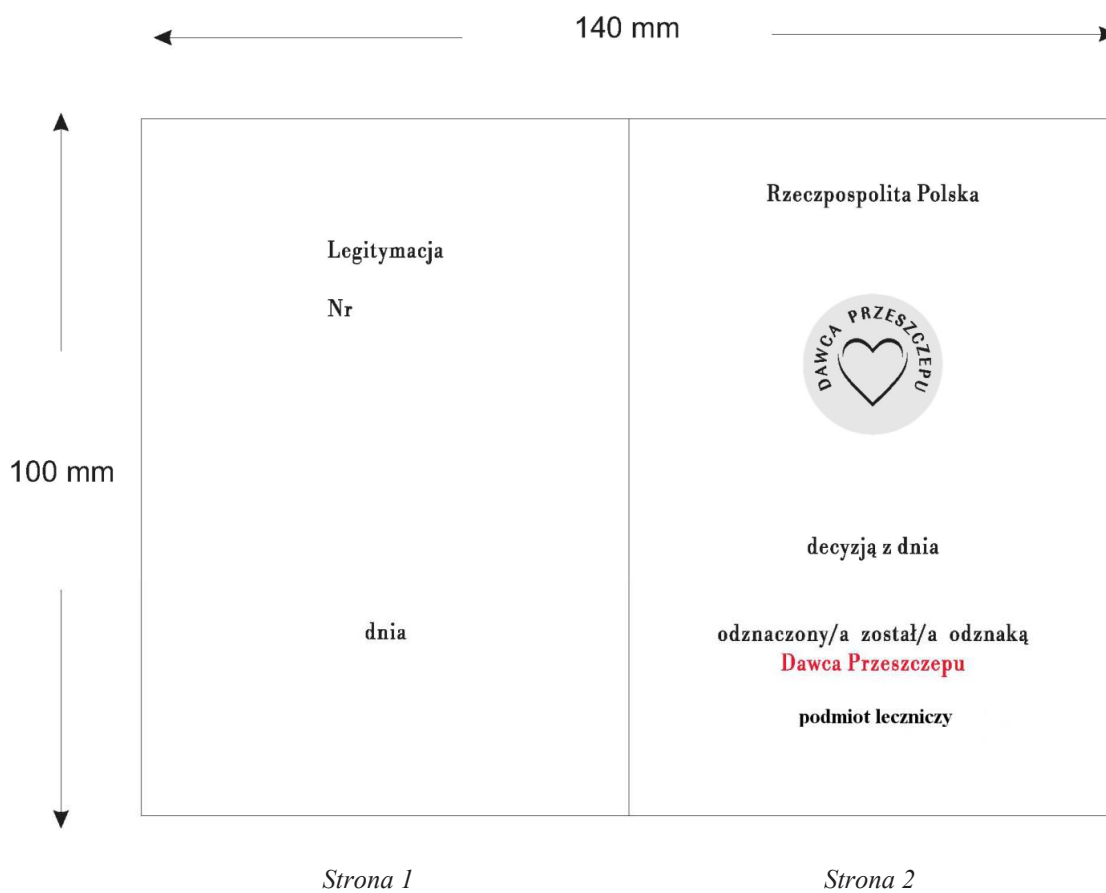 140 mm
100 mm
Legitymacja
Nr
dnia
Rzeczpospolita Polska
DAWCA PRZESZCZEPU
decyzją z dnia
odznaczony/a został/a odznaką
Dawca Przeszczepu
podmiot leczniczy
Strona 1
Strona 2